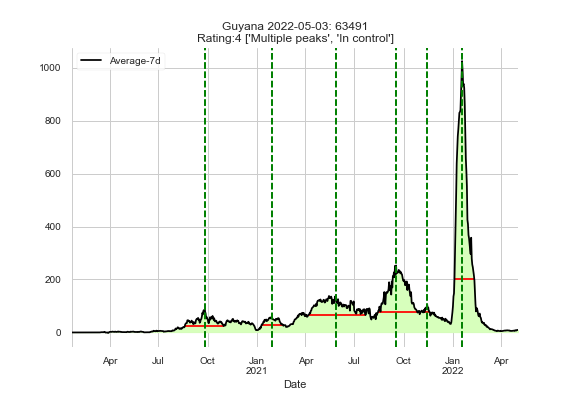 Guyana 2022-05-03: 63491
Rating:4 ['Multiple peaks', 'In control']
Average-7d
1000
800
600
400
200
0
Apr Jul Oct Jan Apr Jul Oct Jan Apr
2021 2022
Date